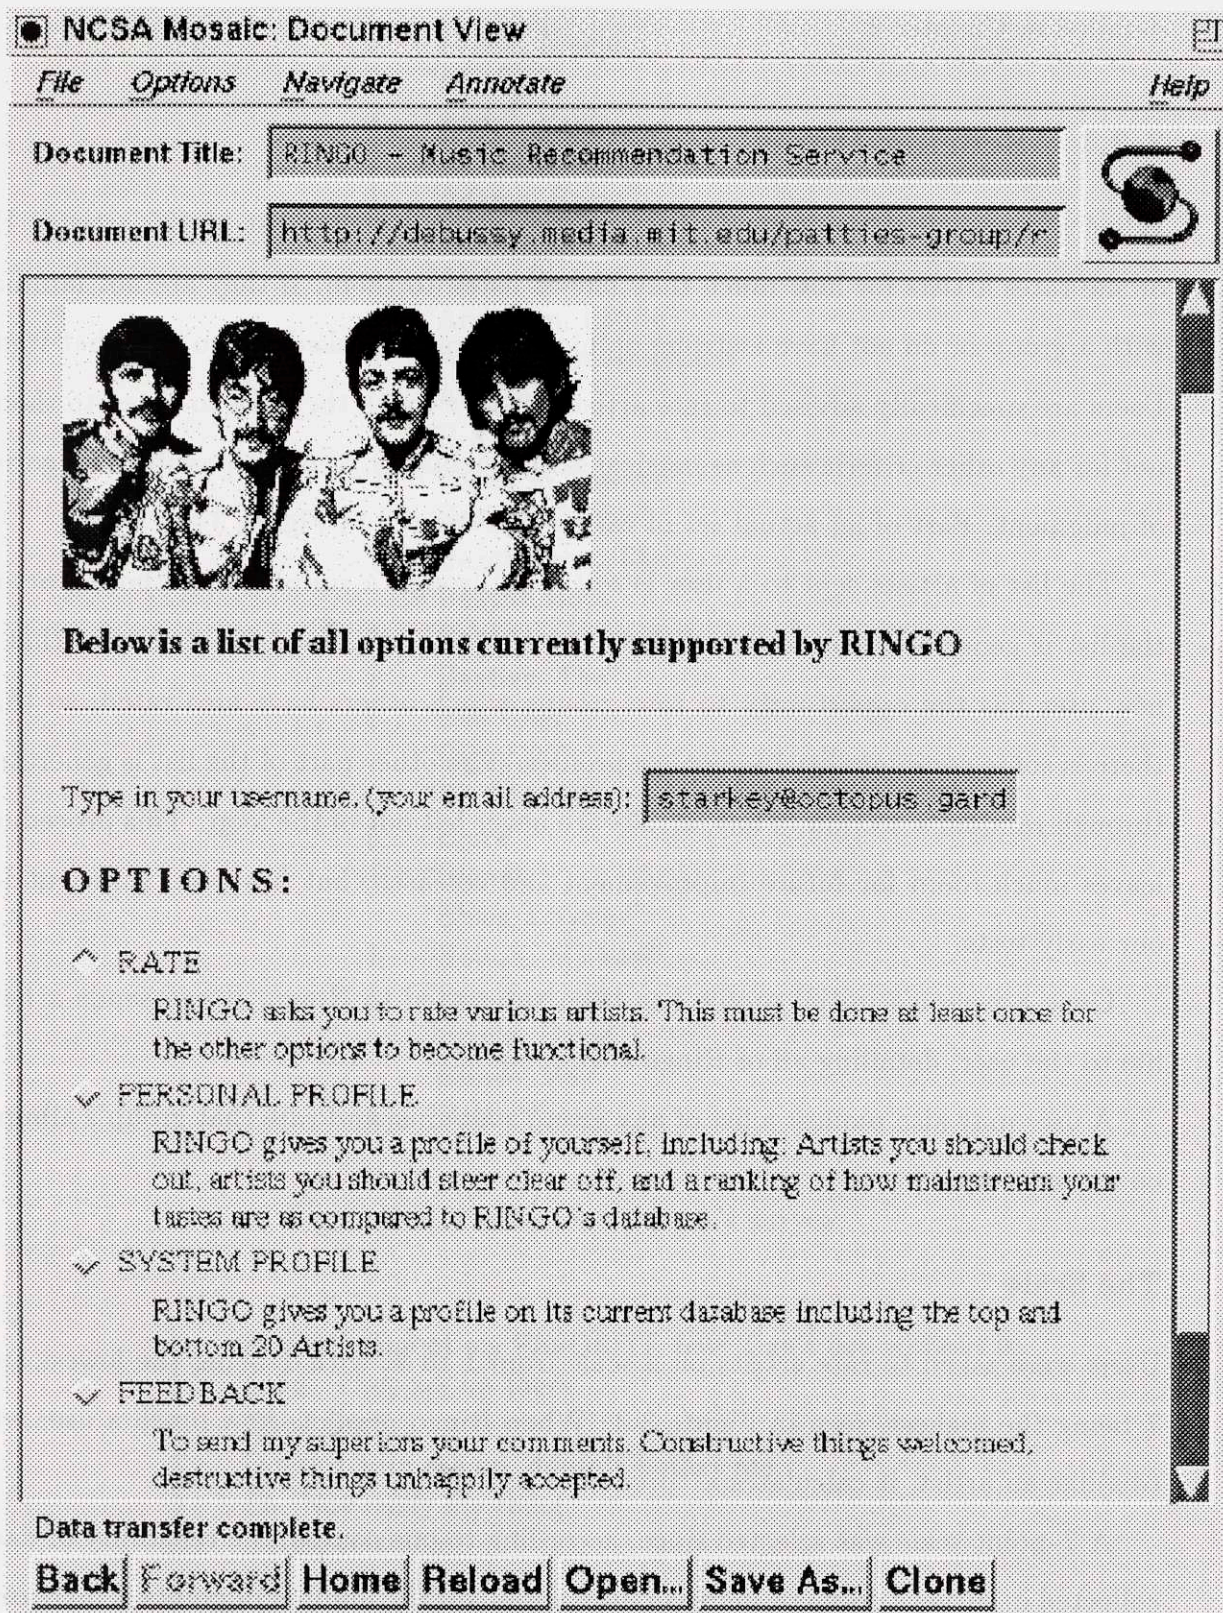 NCSA Mosaic: Document View
File Options Navigate Annotate Help
Document Title: RINGO - Music Recommendation Service
Document URL: http://debussy.media.mit.edu/patties-group/r
Below is a list of all options currently supported by RINGO
Type in your username. (your email address): starkey@octopus.gard
OPTIONS:
RATE
RINGO asks you to rate various artists. This must be done at least once for
the other options to become functional.
PERSONAL PROFILE
RINGO gives you a profile of yourself, including: Artists you should check
out, artists you should steer clear off, and a ranking of how mainstream your
tastes are as compared to RINGO's database.
SYSTEM PROFILE
RINGO gives you a profile on its current database including the top and
bottom 20 Artists.
FEEDBACK
To send my superiors your comments. Constructive things welcomed,
destructive things unhappily accepted.
Data transfer complete.
Back Forward Home Reload Open... Save As... Clone